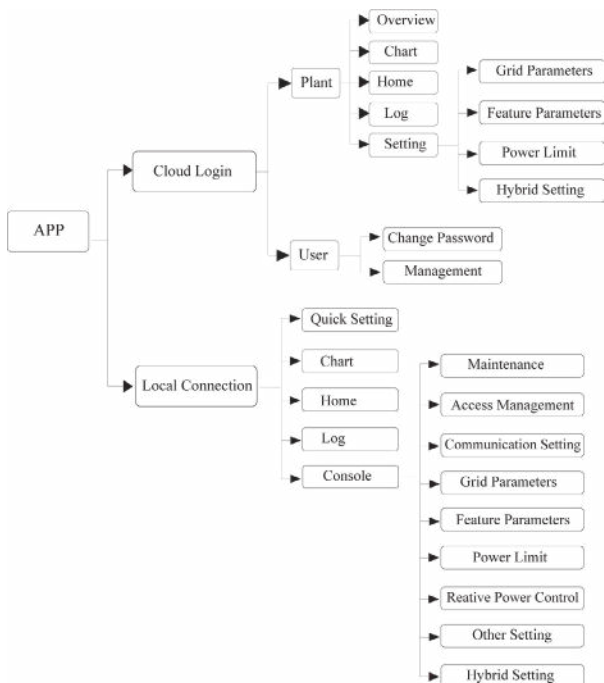 APP
Cloud Login
Plant
Overview
Chart
Home
Log
Setting
Grid Parameters
Feature Parameters
Power Limit
Hybrid Setting
User
Change Password
Management
Local Connection
Quick Setting
Chart
Home
Log
Console
Maintenance
Access Management
Communication Setting
Grid Parameters
Feature Parameters
Power Limit
Reative Power Control
Other Setting
Hybrid Setting